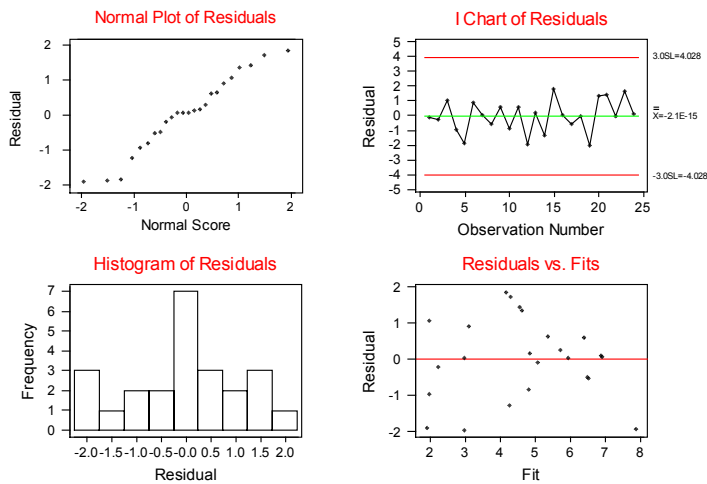 Normal Plot of Residuals
2
1
0
-1
-2
Residual
-2
-1
0
1
2
Normal Score
I Chart of Residuals
5
4
3
2
1
0
-1
-2
-3
-4
-5
Residual
3.0SL=4.028
X=-2.1E-15
-3.0SL=-4.028
0
5
10
15
20
25
Observation Number
Histogram of Residuals
7
6
5
4
3
2
1
0
Frequency
-2.0 -1.5 -1.0 -0.5 -0.0 0.5 1.0 1.5 2.0
Residual
Residuals vs. Fits
2
1
0
-1
-2
Residual
2
3
4
5
6
7
8
Fit